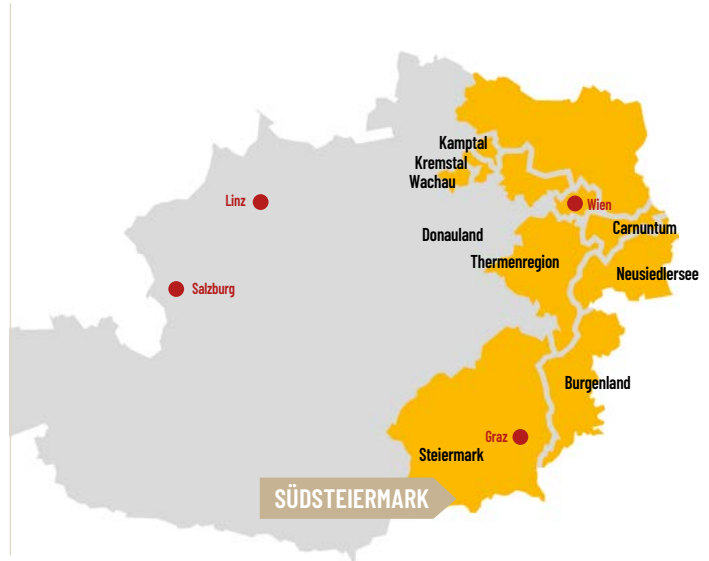 Kamptal
Kremstal
Wachau
Linz
Wien
Carnuntum
Donauland
Thermenregion
Neusiedlersee
Salzburg
Burgenland
Graz
Steiermark
SÜDSTEIERMARK